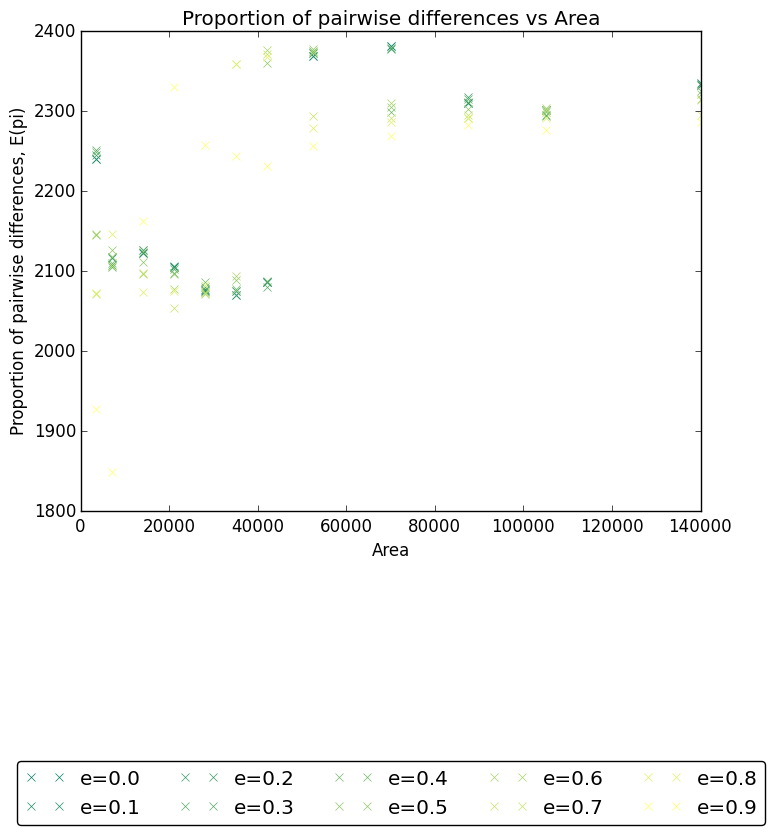 Proportion of pairwise differences vs Area
2400
2300
2200
2100
2000
1900
1800
Proportion of pairwise differences, E(pi)
0 20000 40000 60000 80000 100000 120000 140000
Area
e=0.0 e=0.2 e=0.4 e=0.6 e=0.8
e=0.1 e=0.3 e=0.5 e=0.7 e=0.9